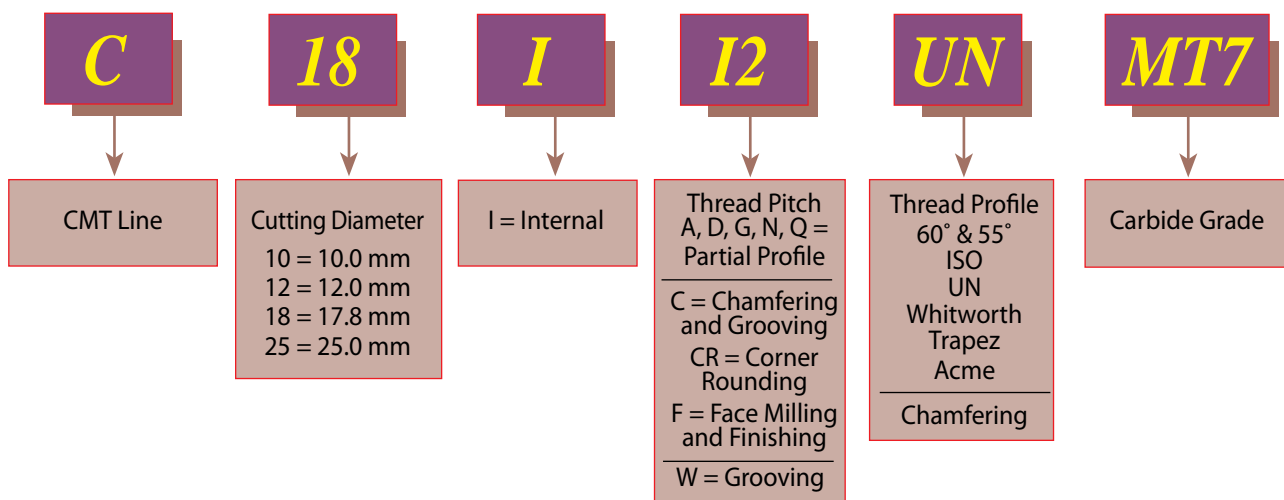 C
18
I
I2
UN
MT7
CMT Line
Cutting Diameter
10 = 10.0 mm
12 = 12.0 mm
18 = 17.8 mm
25 = 25.0 mm
I = Internal
Thread Pitch
A, D, G, N, Q =
Partial Profile
C = Chamfering
and Grooving
CR = Corner
Rounding
F = Face Milling
and Finishing
W = Grooving
Thread Profile
60˚ & 55˚
ISO
UN
Whitworth
Trapez
Acme
Chamfering
Carbide Grade